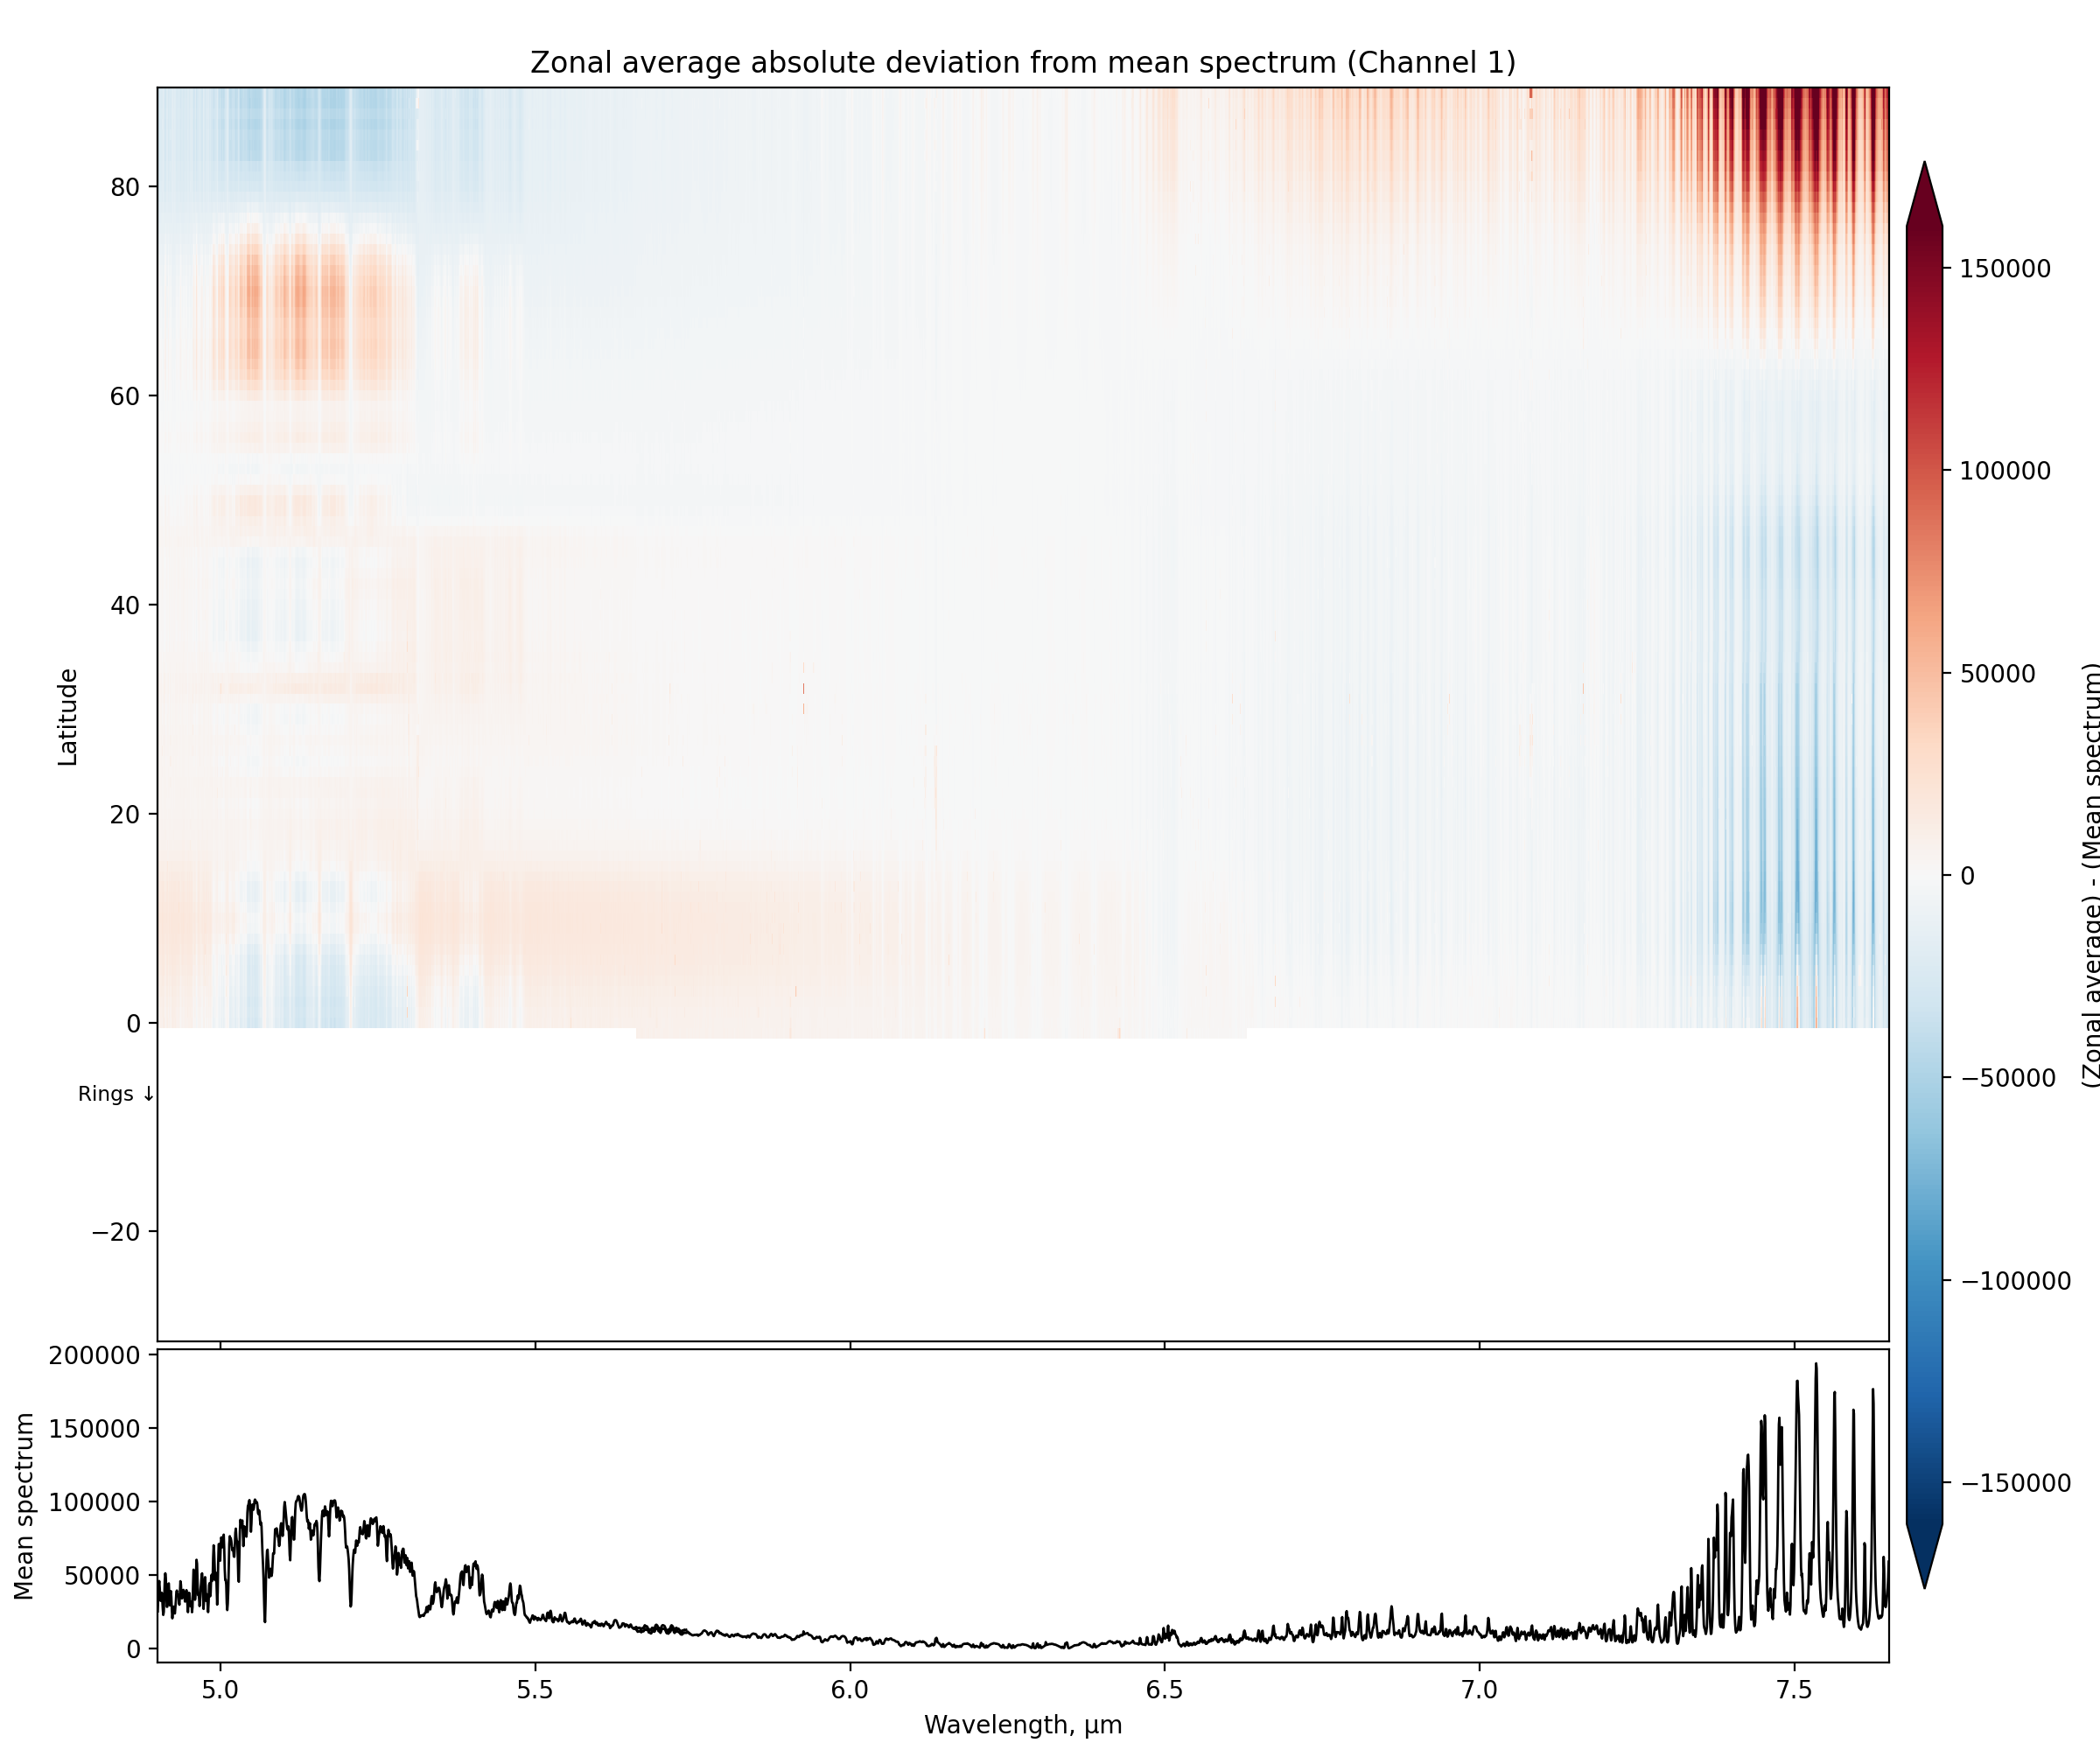 Zonal average absolute deviation from mean spectrum (Channel 1)
80
60
40
20
0
−20
Latitude
Rings ↓
150000
100000
50000
0
−50000
−100000
−150000
(Zonal average) - (Mean spectrum)
200000
150000
100000
50000
0
Mean spectrum
5.0 5.5 6.0 6.5 7.0 7.5
Wavelength, μm